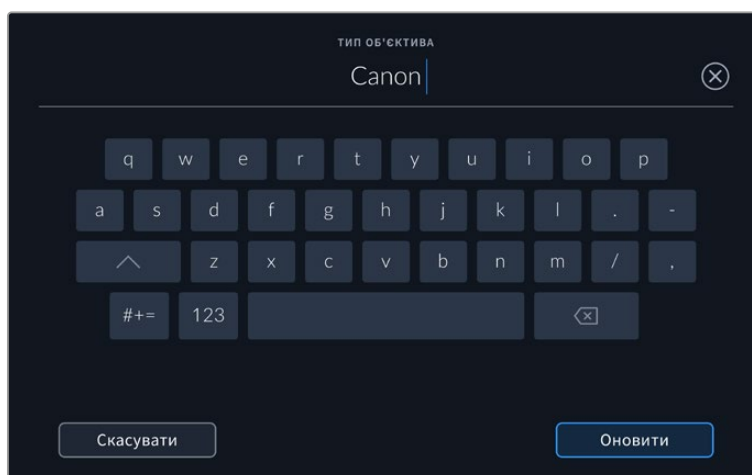 ТИП ОБ'ЄКТИВА
Canon
q w e r t y u i o p
a s d f g h j k l . -
z x c v b n m / ,
#+= 123
Скасувати Оновити